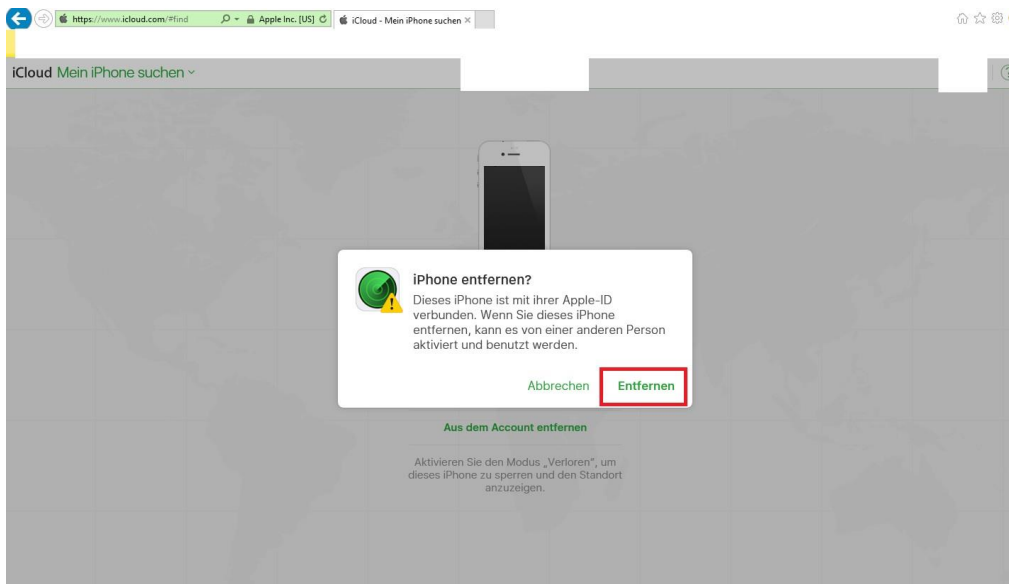 https://www.icloud.com/#find
Apple Inc. [US]
iCloud - Mein iPhone suchen
iCloud Mein iPhone suchen
iPhone entfernen?
Dieses iPhone ist mit ihrer Apple-ID
verbunden. Wenn Sie dieses iPhone
entfernen, kann es von einer anderen Person
aktiviert und benutzt werden.
Abbrechen Entfernen
Aus dem Account entfernen
Aktivieren Sie den Modus „Verloren", um
dieses iPhone zu sperren und den Standort
anzuzeigen.